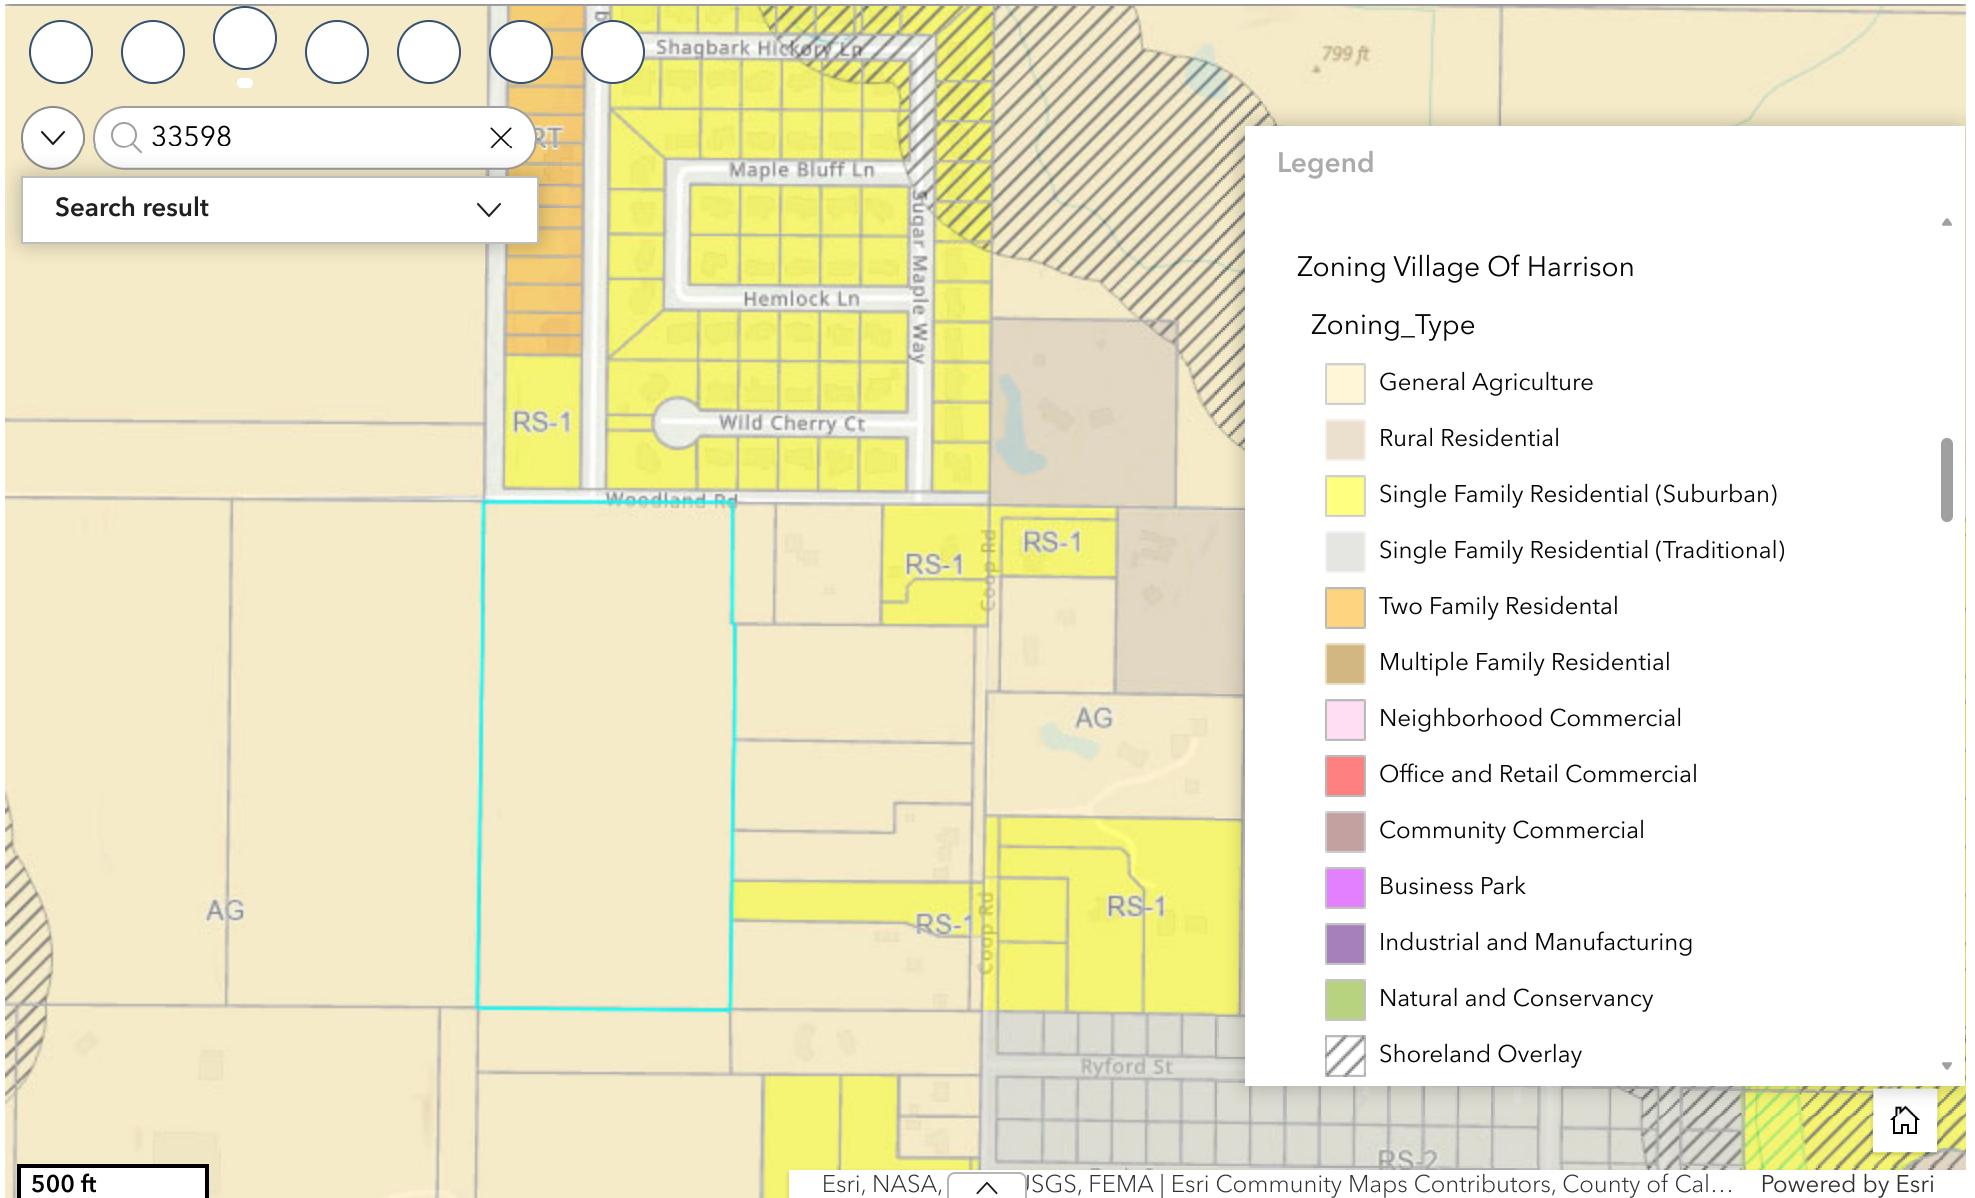 Shagbark Hickory Ln
799 ft
33598
RT
Search result
Maple Bluff Ln
Sugar Maple Way
Hemlock Ln
RS-1
Wild Cherry Ct
Woodland Rd
RS-1
Coop Rd
RS-1
AG
AG
RS-1
Coop Rd
RS-1
Ryford St
RS-2
Legend
Zoning Village Of Harrison
Zoning_Type
General Agriculture
Rural Residential
Single Family Residential (Suburban)
Single Family Residential (Traditional)
Two Family Residental
Multiple Family Residential
Neighborhood Commercial
Office and Retail Commercial
Community Commercial
Business Park
Industrial and Manufacturing
Natural and Conservancy
Shoreland Overlay
500 ft
Esri, NASA, USGS, FEMA | Esri Community Maps Contributors, County of Cal...
Powered by Esri